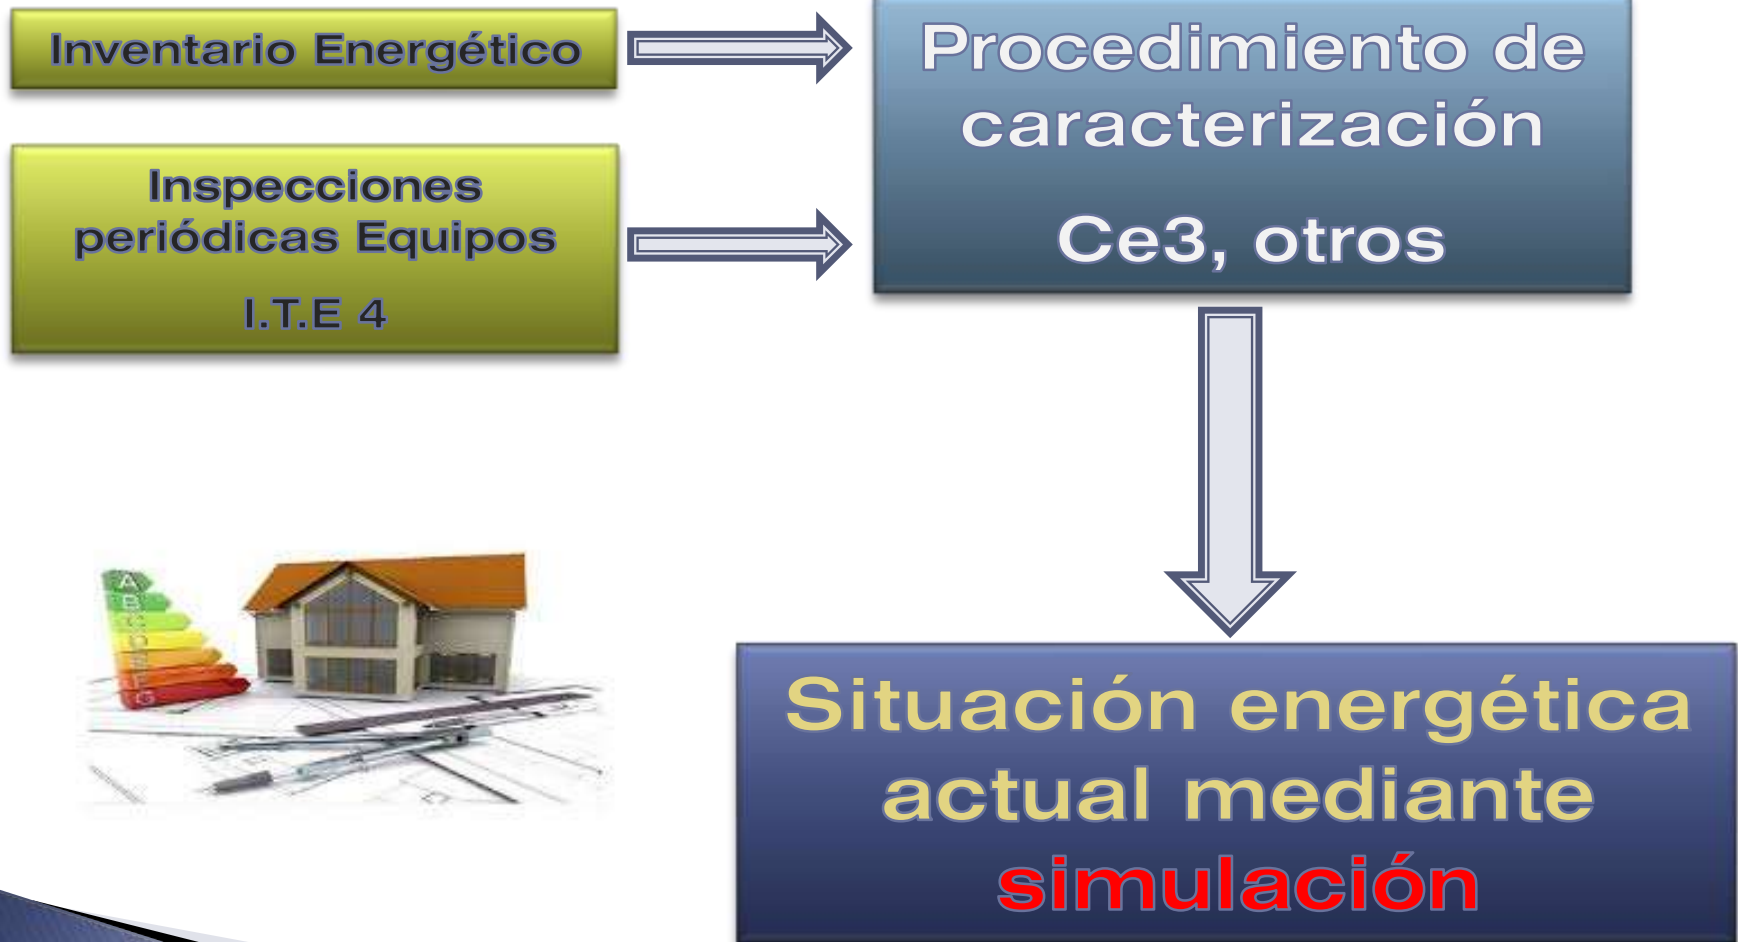 Inventario Energético
Inspecciones
periódicas Equipos
I.T.E 4
Procedimiento de
caracterización
Ce3, otros
A
B
G
Situación energética
actual mediante
simulación